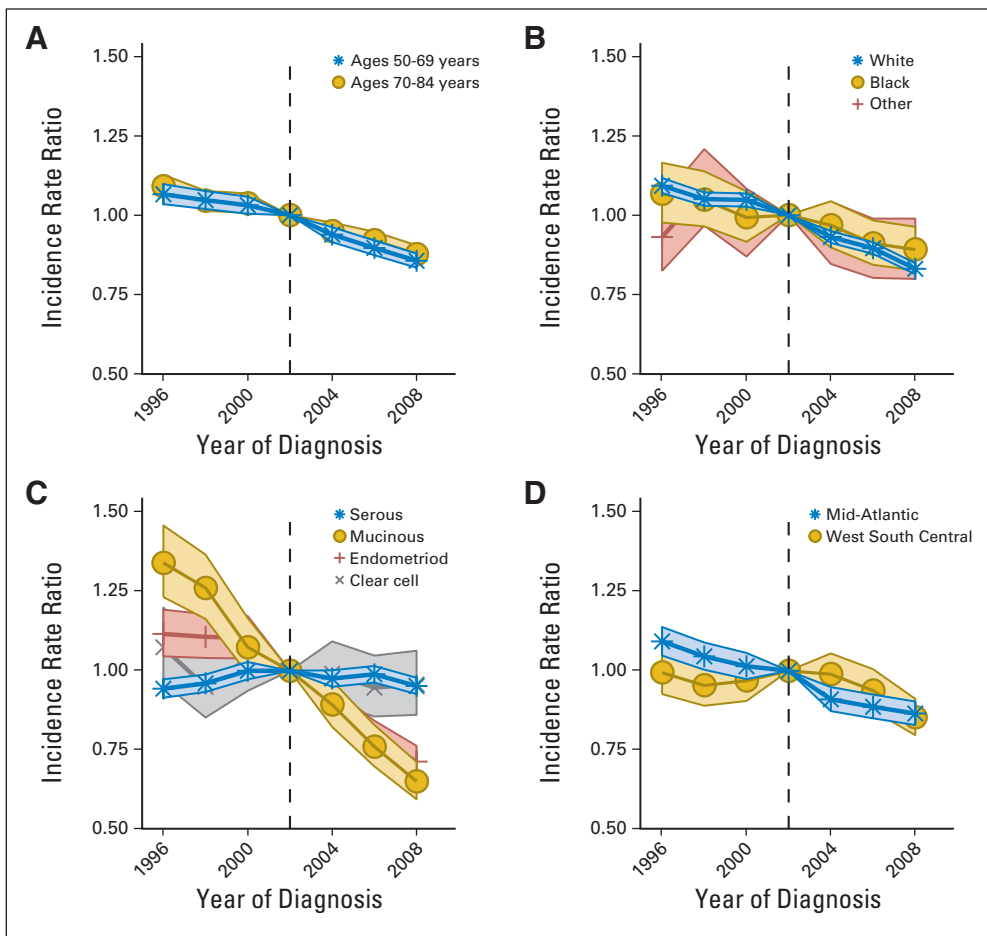 A
Incidence Rate Ratio
1.50
1.25
1.00
0.75
0.50
Ages 50-69 years
Ages 70-84 years
1996
2000
2004
2008
Year of Diagnosis
B
Incidence Rate Ratio
1.50
1.25
1.00
0.75
0.50
White
Black
Other
1996
2000
2004
2008
Year of Diagnosis
C
Incidence Rate Ratio
1.50
1.25
1.00
0.75
0.50
Serous
Mucinous
Endometriod
Clear cell
1996
2000
2004
2008
Year of Diagnosis
D
Incidence Rate Ratio
1.50
1.25
1.00
0.75
0.50
Mid-Atlantic
West South Central
1996
2000
2004
2008
Year of Diagnosis